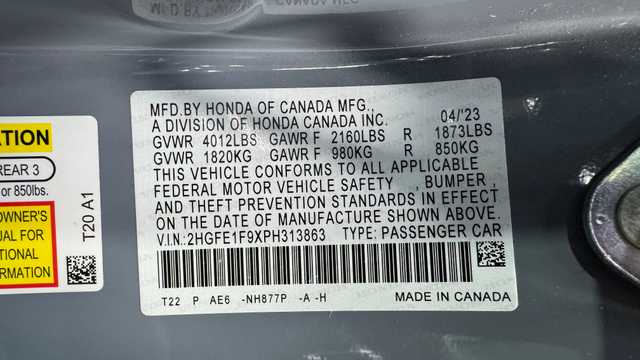 MFD.BY HONDA OF CANADA MFG.,
A DIVISION OF HONDA CANADA INC. 04/'23
GVWR 4012LBS GAWR F 2160LBS R 1873LBS
GVWR 1820KG GAWR F 980KG R 850KG
THIS VEHICLE CONFORMS TO ALL APPLICABLE
FEDERAL MOTOR VEHICLE SAFETY , BUMPER ,
AND THEFT PREVENTION STANDARDS IN EFFECT
ON THE DATE OF MANUFACTURE SHOWN ABOVE.
V.I.N.:2HGFE1F9XPH313863 TYPE: PASSENGER CAR
T22 P AE6 -NH877P -A -H MADE IN CANADA
REAR 3
or 850lbs.
OWNER'S
FOR
ONAL
ATION
T20 A1